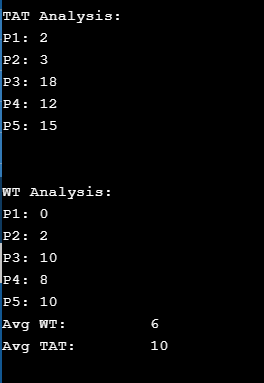 TAT Analysis:
P1: 2
P2: 3
P3: 18
P4: 12
P5: 15
WT Analysis:
P1: 0
P2: 2
P3: 10
P4: 8
P5: 10
Avg WT: 6
Avg TAT: 10